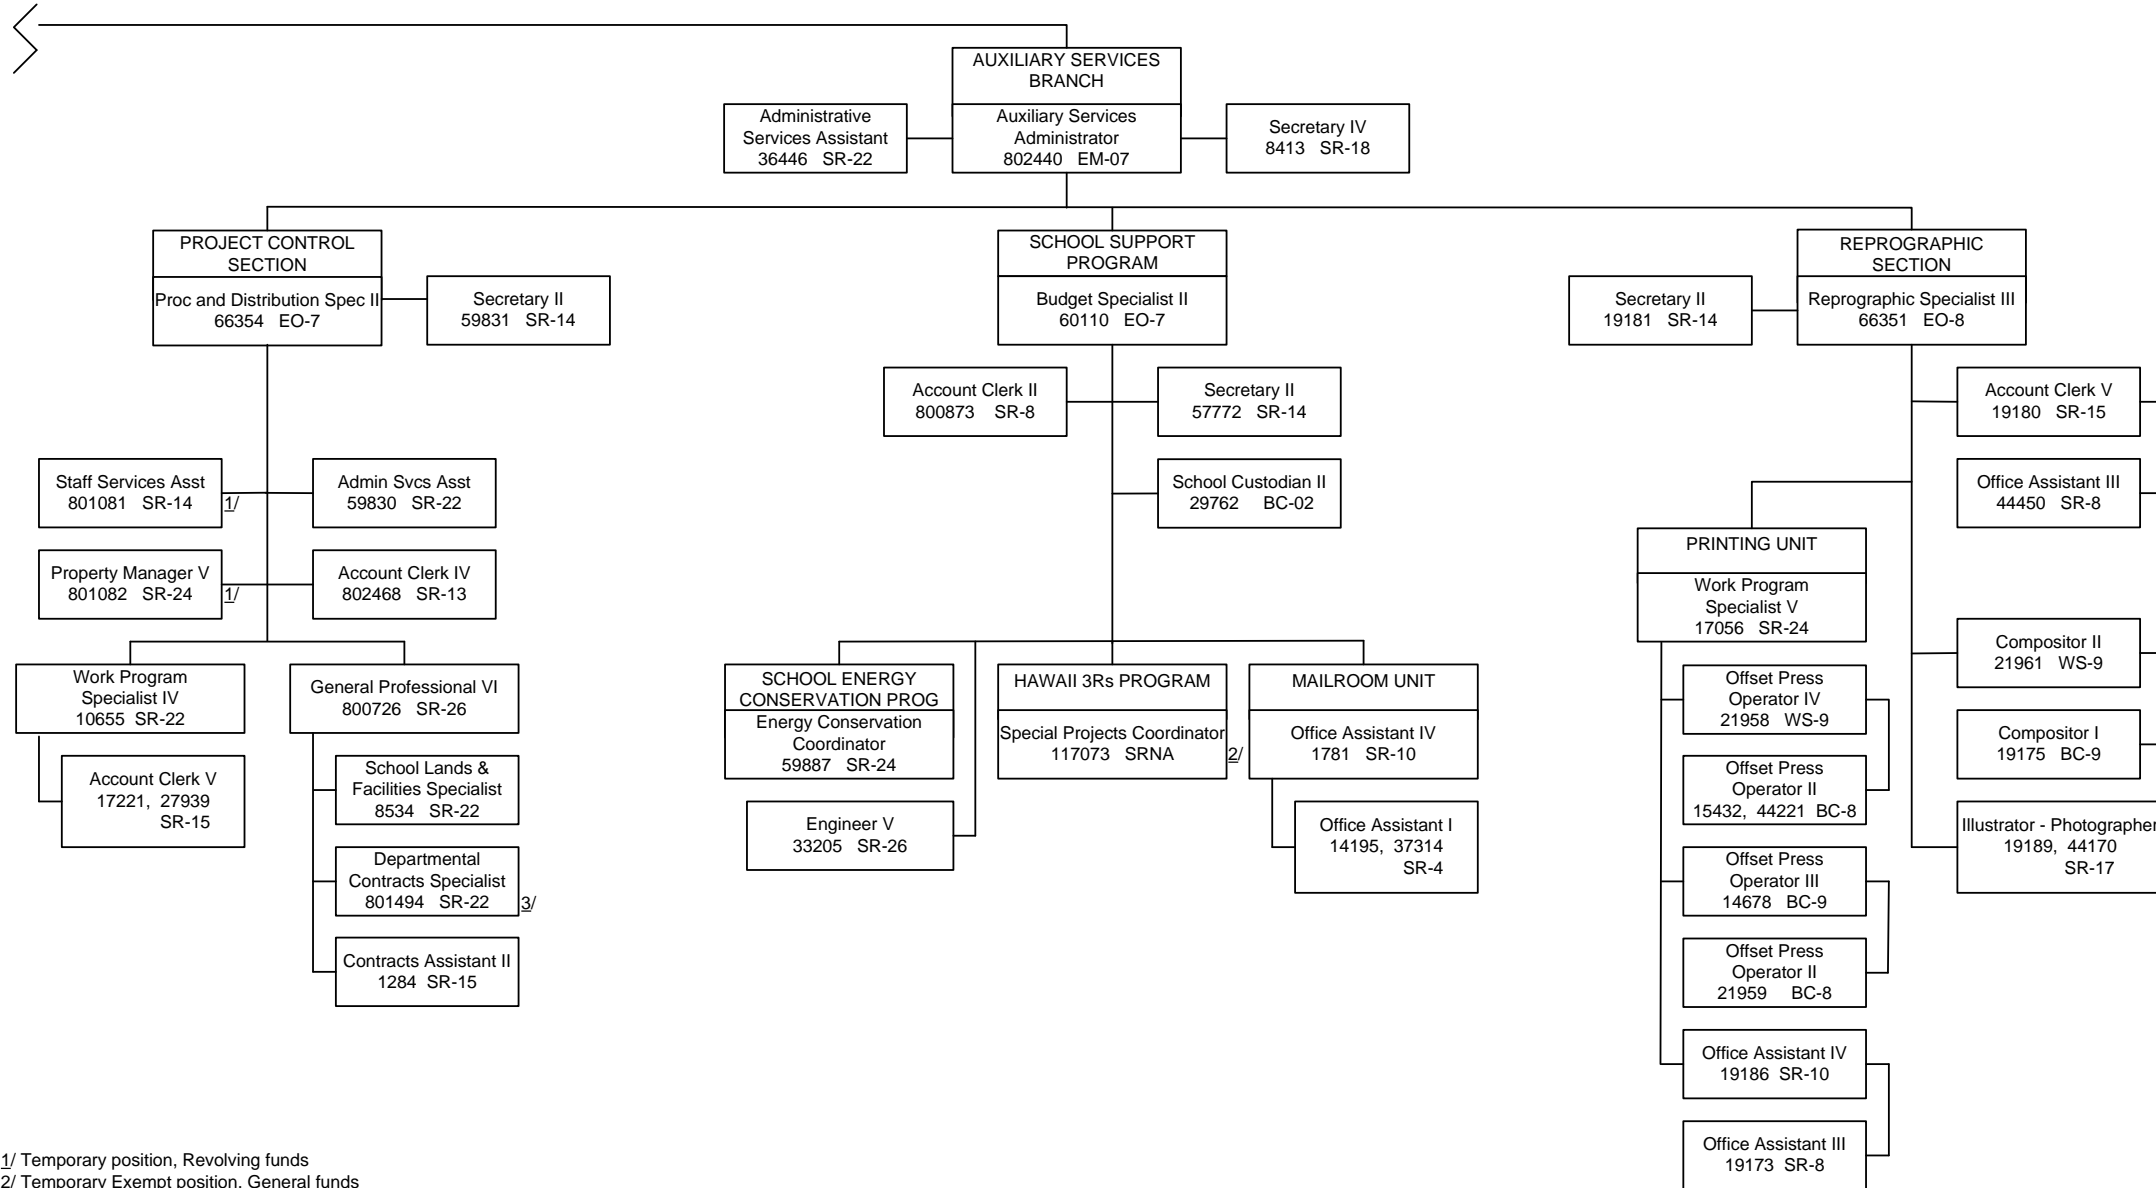 AUXILIARY SERVICES
BRANCH
Auxiliary Services
Administrator
802440 EM-07
Administrative
Services Assistant
36446 SR-22
Secretary IV
8413 SR-18
PROJECT CONTROL
SECTION
Proc and Distribution Spec II
66354 EO-7
Secretary II
59831 SR-14
Staff Services Asst
801081 SR-14
1/
Admin Svcs Asst
59830 SR-22
Property Manager V
801082 SR-24
1/
Account Clerk IV
802468 SR-13
Work Program
Specialist IV
10655 SR-22
Account Clerk V
17221, 27939
SR-15
General Professional VI
800726 SR-26
School Lands &
Facilities Specialist
8534 SR-22
Departmental
Contracts Specialist
801494 SR-22
3/
Contracts Assistant II
1284 SR-15
SCHOOL SUPPORT
PROGRAM
Budget Specialist II
60110 EO-7
Account Clerk II
800873 SR-8
Secretary II
57772 SR-14
School Custodian II
29762 BC-02
SCHOOL ENERGY
CONSERVATION PROG
Energy Conservation
Coordinator
59887 SR-24
Engineer V
33205 SR-26
HAWAII 3Rs PROGRAM
Special Projects Coordinator
117073 SRNA
2/
MAILROOM UNIT
Office Assistant IV
1781 SR-10
Office Assistant I
14195, 37314
SR-4
REPROGRAPHIC
SECTION
Reprographic Specialist III
66351 EO-8
Secretary II
19181 SR-14
Account Clerk V
19180 SR-15
Office Assistant III
44450 SR-8
PRINTING UNIT
Work Program
Specialist V
17056 SR-24
Offset Press
Operator IV
21958 WS-9
Offset Press
Operator II
15432, 44221 BC-8
Offset Press
Operator III
14678 BC-9
Offset Press
Operator II
21959 BC-8
Office Assistant IV
19186 SR-10
Office Assistant III
19173 SR-8
Compositor II
21961 WS-9
Compositor I
19175 BC-9
Illustrator - Photographer
19189, 44170
SR-17
1/ Temporary position, Revolving funds
2/ Temporary Exempt position, General funds